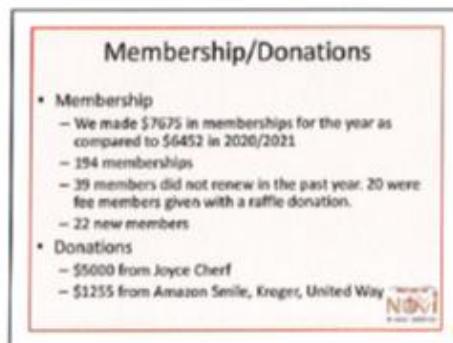 Membership/Donations
• Membership
– We made $7675 in memberships for the year as
compared to $6452 in 2020/2021
– 194 memberships
– 39 members did not renew in the past year. 20 were
fee members given with a raffle donation.
– 22 new members
• Donations
– $5000 from Joyce Cherf
– $1255 from Amazon Smile, Kroger, United Way
NOVI